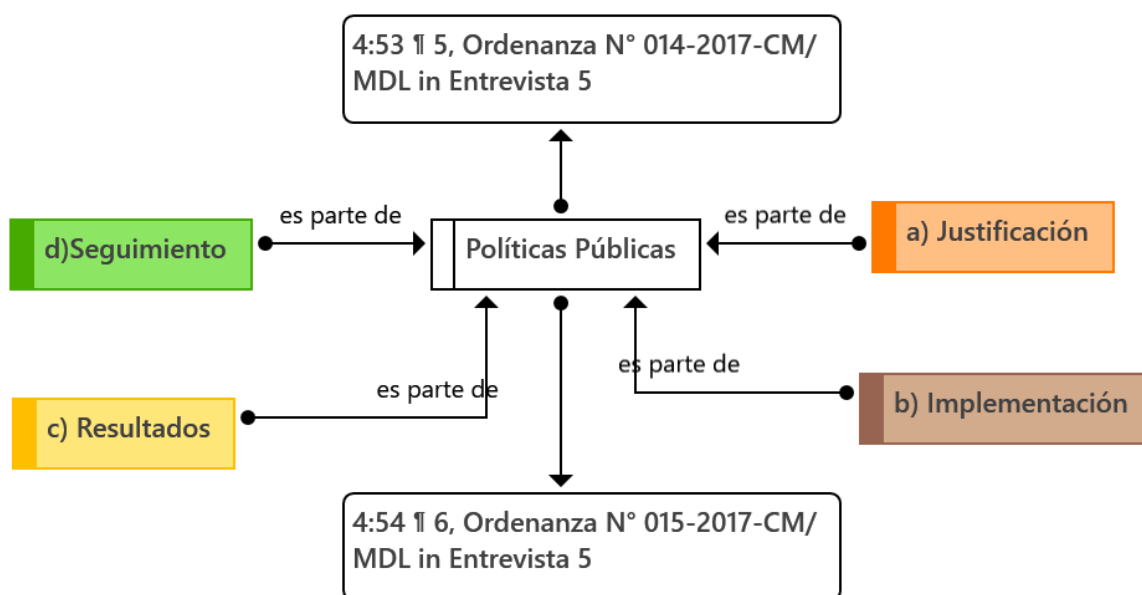 4:53 ¶ 5, Ordenanza N° 014-2017-CM/
MDL in Entrevista 5
es parte de
es parte de
d)Seguimiento
Políticas Públicas
a) Justificación
es parte de
es parte de
c) Resultados
b) Implementación
4:54 ¶ 6, Ordenanza N° 015-2017-CM/
MDL in Entrevista 5